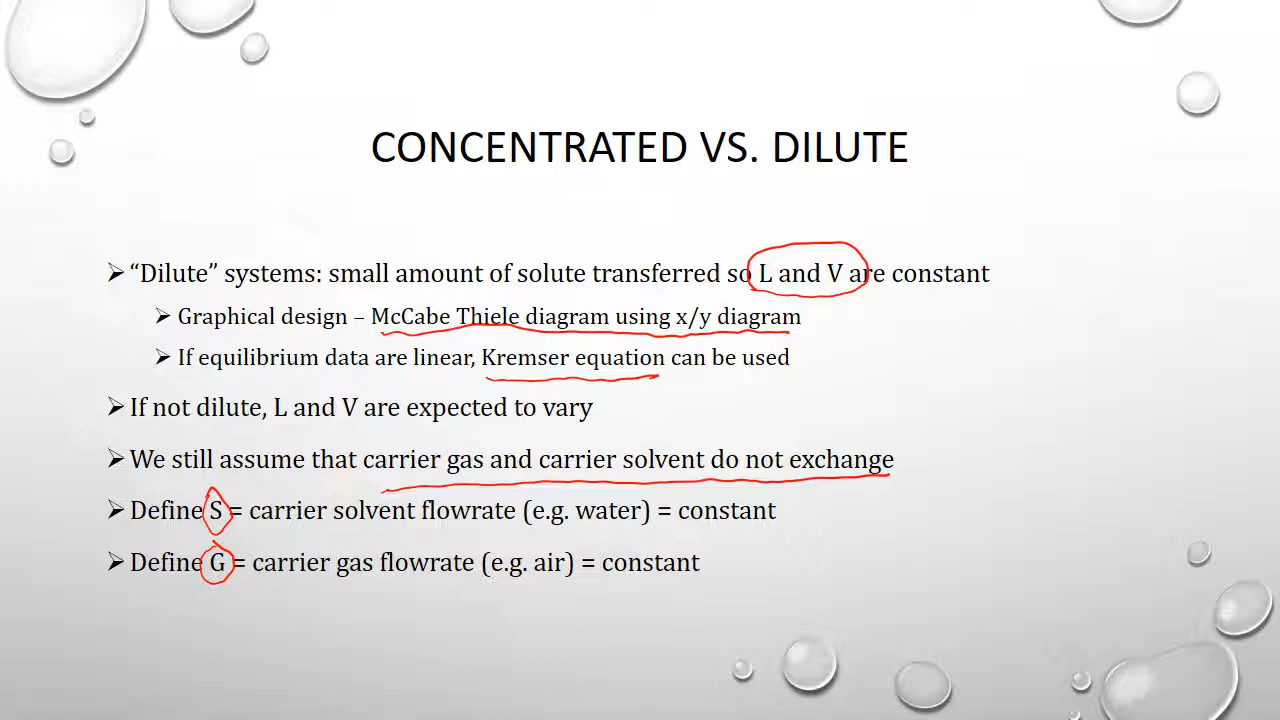 CONCENTRATED VS. DILUTE
➢ “Dilute” systems: small amount of solute transferred so L and V are constant
➢ Graphical design – McCabe Thiele diagram using x/y diagram
➢ If equilibrium data are linear, Kremser equation can be used
➢ If not dilute, L and V are expected to vary
➢ We still assume that carrier gas and carrier solvent do not exchange
➢ Define S = carrier solvent flowrate (e.g. water) = constant
➢ Define G = carrier gas flowrate (e.g. air) = constant